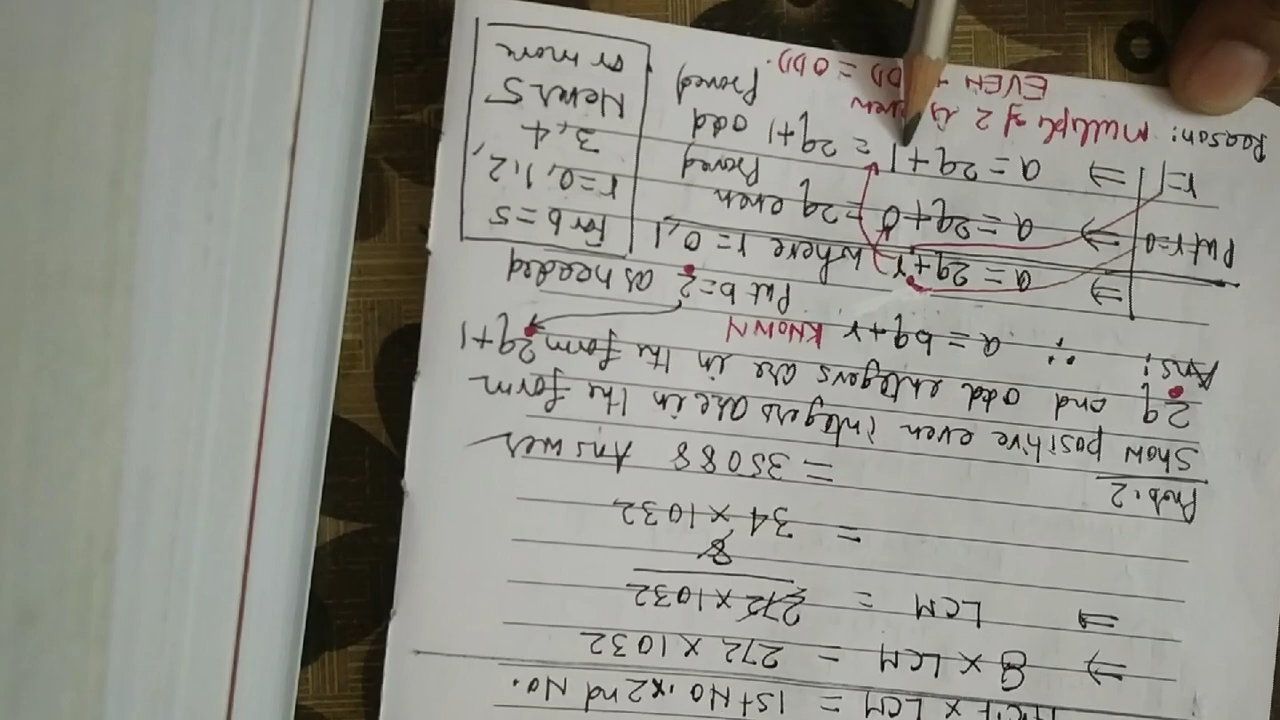 HCF × LCM = 1st No. × 2nd No.
⇒ 8 × LCM = 272 × 1032
⇒ LCM = 272 × 1032
8
= 34 × 1032
= 35088 Answer
Prob: 2
Show positive even integers are in the form
2q and odd integers are in the form 2q+1
Ans: ∴ a = bq + r KNOWN
Put b = 2 as needed
⇒ a = 2q + r where r = 0, 1
Put r=0 ⇒ a = 2q + 0 = 2q even
Proved
r=1 ⇒ a = 2q + 1 = 2q+1 odd
Proved
Reason: Multiple of 2 is even
EVEN + = ODD.
For b = 5
r = 0, 1, 2,
3, 4
Never 5
or more